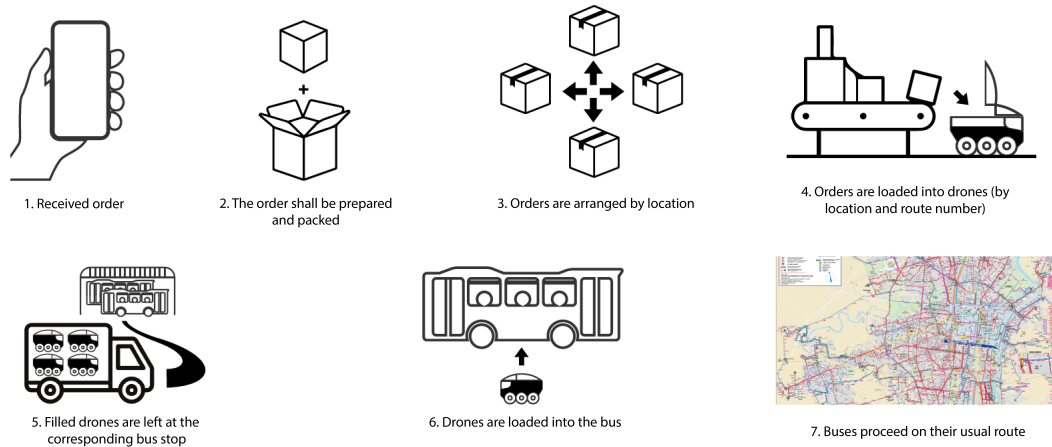 1. Received order
2. The order shall be prepared
and packed
3. Orders are arranged by location
4. Orders are loaded into drones (by
location and route number)
5. Filled drones are left at the
corresponding bus stop
6. Drones are loaded into the bus
7. Buses proceed on their usual route